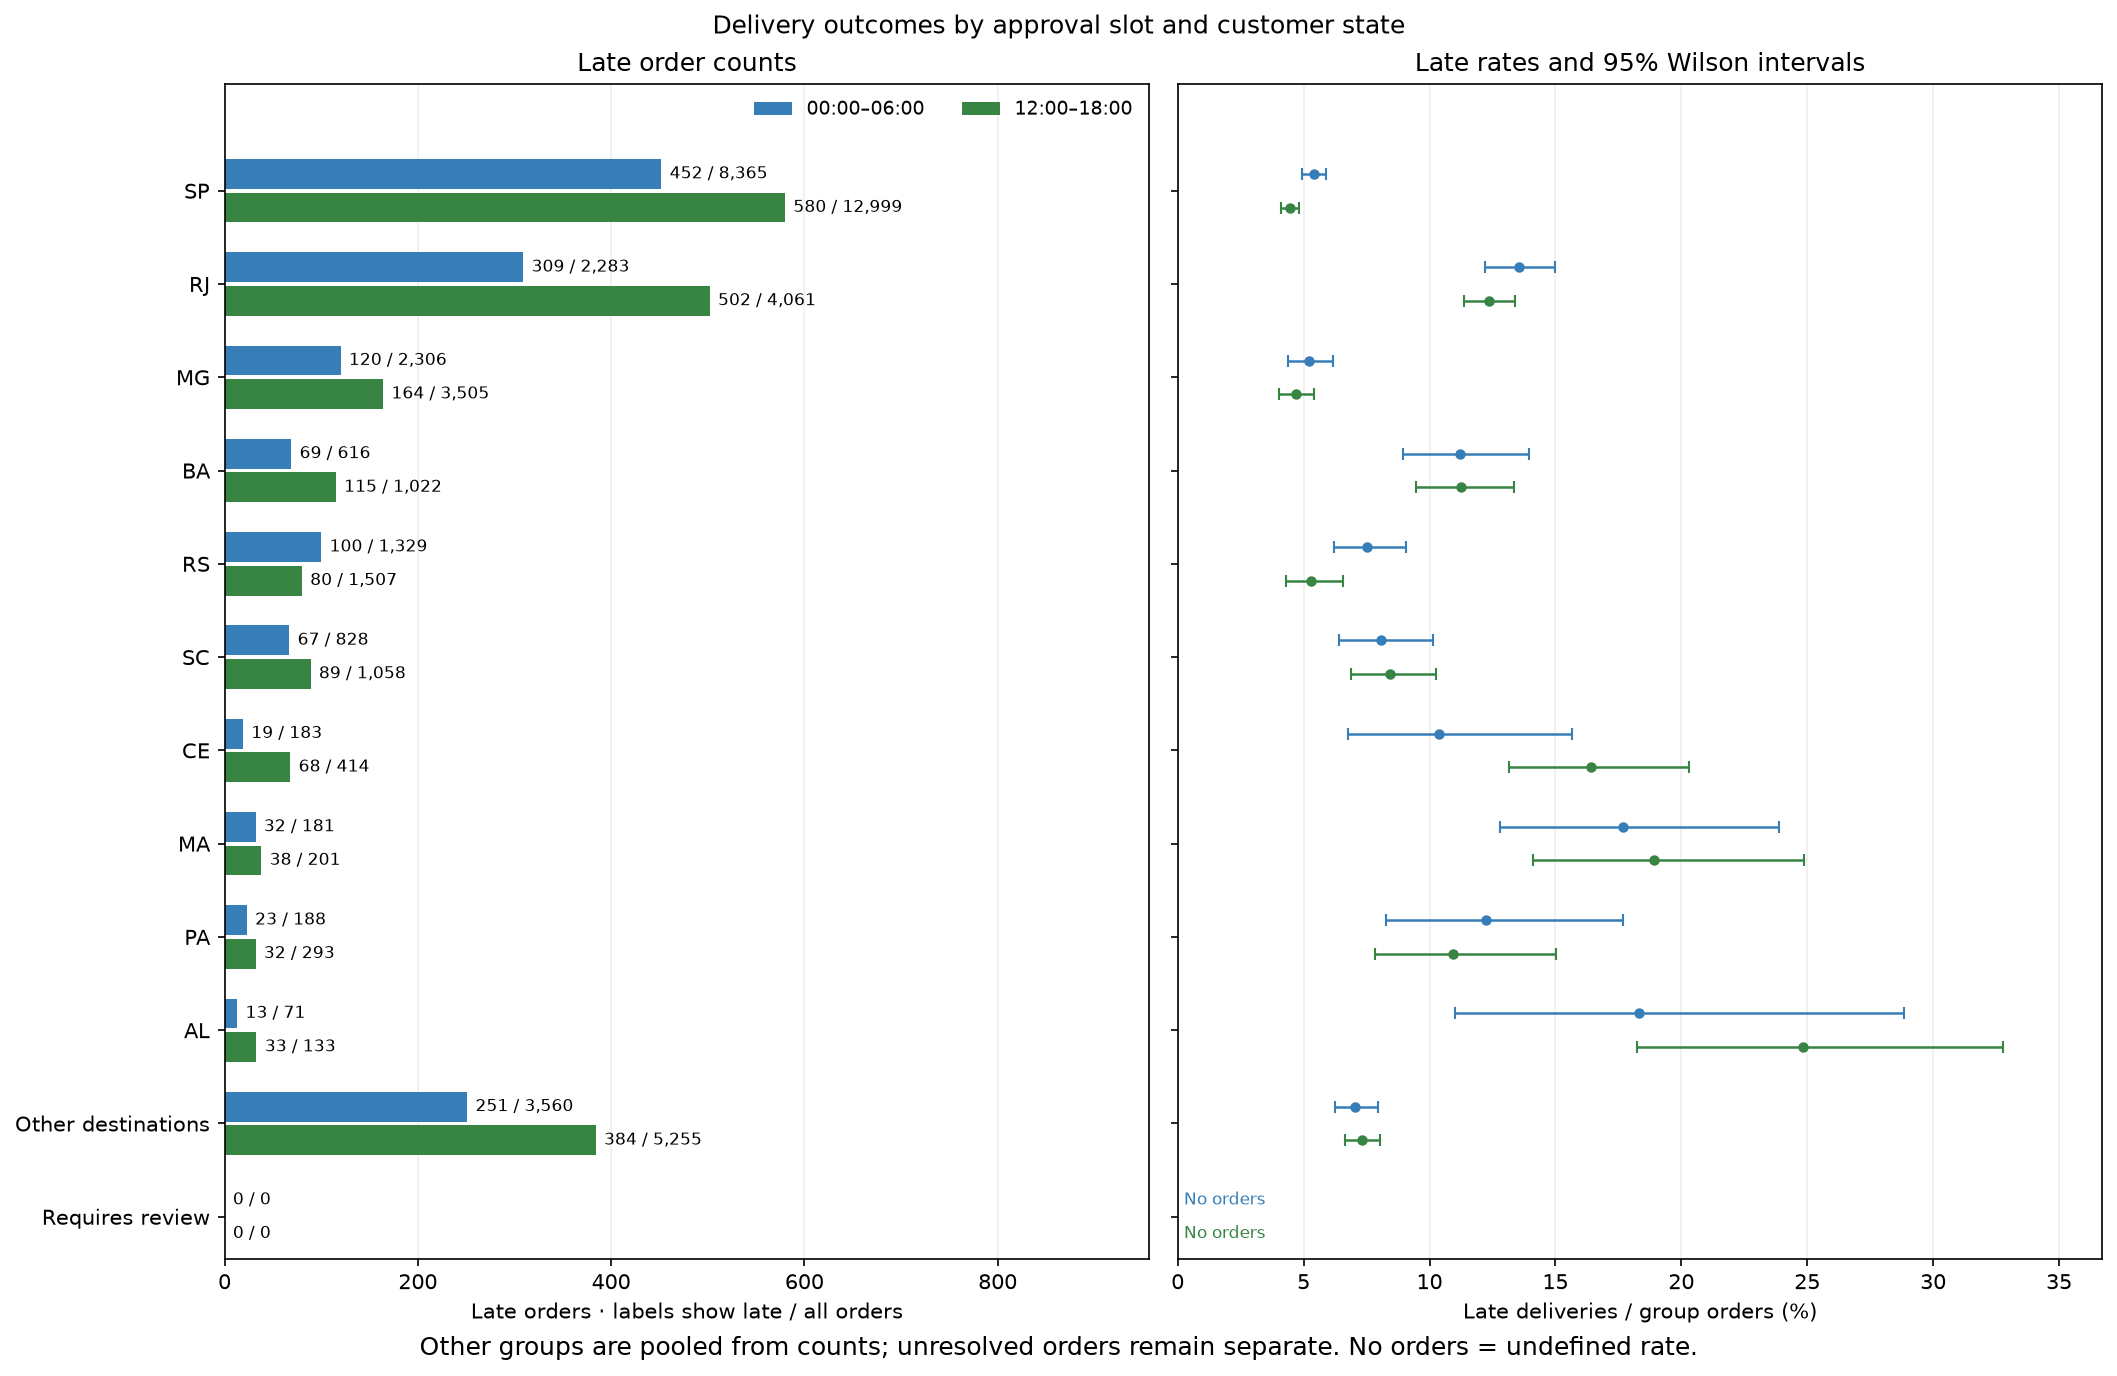 Delivery outcomes by approval slot and customer state
Late order counts
00:00–06:00
12:00–18:00
SP
452 / 8,365
580 / 12,999
RJ
309 / 2,283
502 / 4,061
MG
120 / 2,306
164 / 3,505
BA
69 / 616
115 / 1,022
RS
100 / 1,329
80 / 1,507
SC
67 / 828
89 / 1,058
CE
19 / 183
68 / 414
MA
32 / 181
38 / 201
PA
23 / 188
32 / 293
AL
13 / 71
33 / 133
Other destinations
251 / 3,560
384 / 5,255
Requires review
0 / 0
0 / 0
0 200 400 600 800
Late orders · labels show late / all orders
Late rates and 95% Wilson intervals
No orders
No orders
0 5 10 15 20 25 30 35
Late deliveries / group orders (%)
Other groups are pooled from counts; unresolved orders remain separate. No orders = undefined rate.